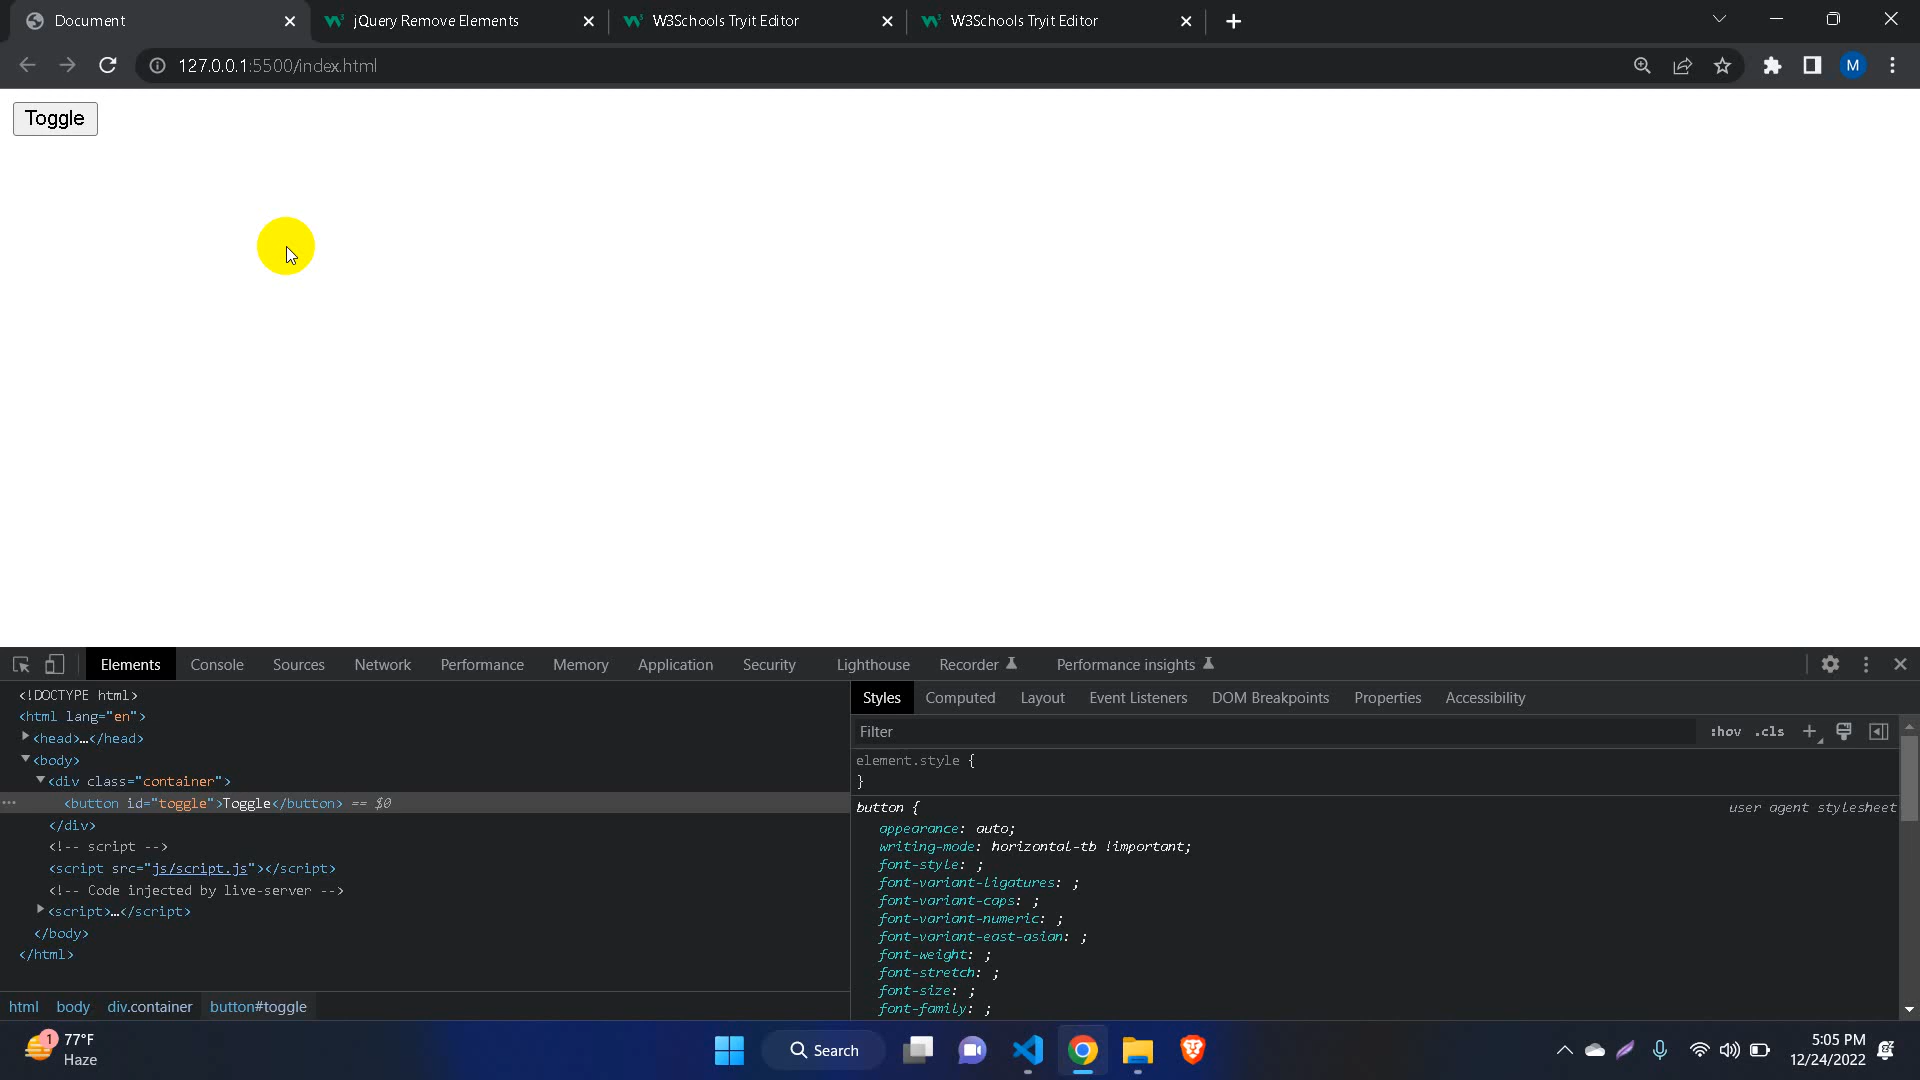 Document
jQuery Remove Elements
W3Schools Tryit Editor
W3Schools Tryit Editor
127.0.0.1:5500/index.html
M
Toggle
Elements Console Sources Network Performance Memory Application Security Lighthouse Recorder Performance insights
<!DOCTYPE html>
<html lang="en">
<head>…</head>
<body>
<div class="container">
<button id="toggle">Toggle</button> == $0
</div>
<!-- script -->
<script src="js/script.js"></script>
<!-- Code injected by live-server -->
<script>…</script>
</body>
</html>
html body div.container button#toggle
Styles Computed Layout Event Listeners DOM Breakpoints Properties Accessibility
Filter :hov .cls
element.style {
}
button { user agent stylesheet
appearance: auto;
writing-mode: horizontal-tb !important;
font-style: ;
font-variant-ligatures: ;
font-variant-caps: ;
font-variant-numeric: ;
font-variant-east-asian: ;
font-weight: ;
font-stretch: ;
font-size: ;
font-family: ;
1
77°F
Haze
Search
5:05 PM
12/24/2022